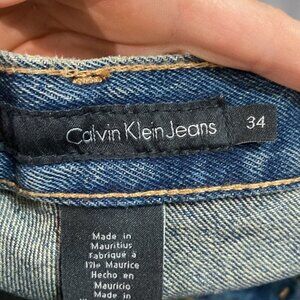 Calvin Klein Jeans 34
Made in
Mauritius
Fabriqué à
l'île Maurice
Hecho en
Mauricio
Made in